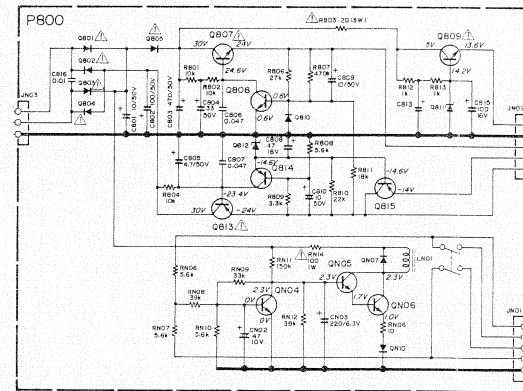 P800
R803 20(3W)
Q801
Q805
Q807
Q809
30V
24V
5V
13.6V
Q802
R801
10k
24.6V
R806
27k
R807
470k
C809
10/50V
14.2V
JN03
C816
0.01
Q803
R802
10k
Q808
R812
1k
R813
1k
Q804
C801 10/50V
C802 100/50V
C803 470/50V
C804
33
50V
C806
0.047
0.6V
0.6V
Q810
C813
Q811
C815
100
16V
JN02
Q812
C808
47
16V
R808
5.6k
C805
4.7/50V
C807
0.047
-14.6V
Q814
R811
18k
-14.6V
R804
10k
-23.4V
R809
3.3k
C810
10
50V
R810
22k
-14V
Q815
30V
-24V
Q813
RN11
150k
RN14
100
1W
QN07
LN01
RN06
5.6k
RN09
33k
QN05
2.3V
2.3V
RN08
39k
QN04
2.3V
1.7V
QN06
0V
0V
1.0V
RN07
5.6k
RN10
5.6k
CN02
47
10V
RN12
39k
CN03
220/6.3V
RN06
10
QN10
JN01